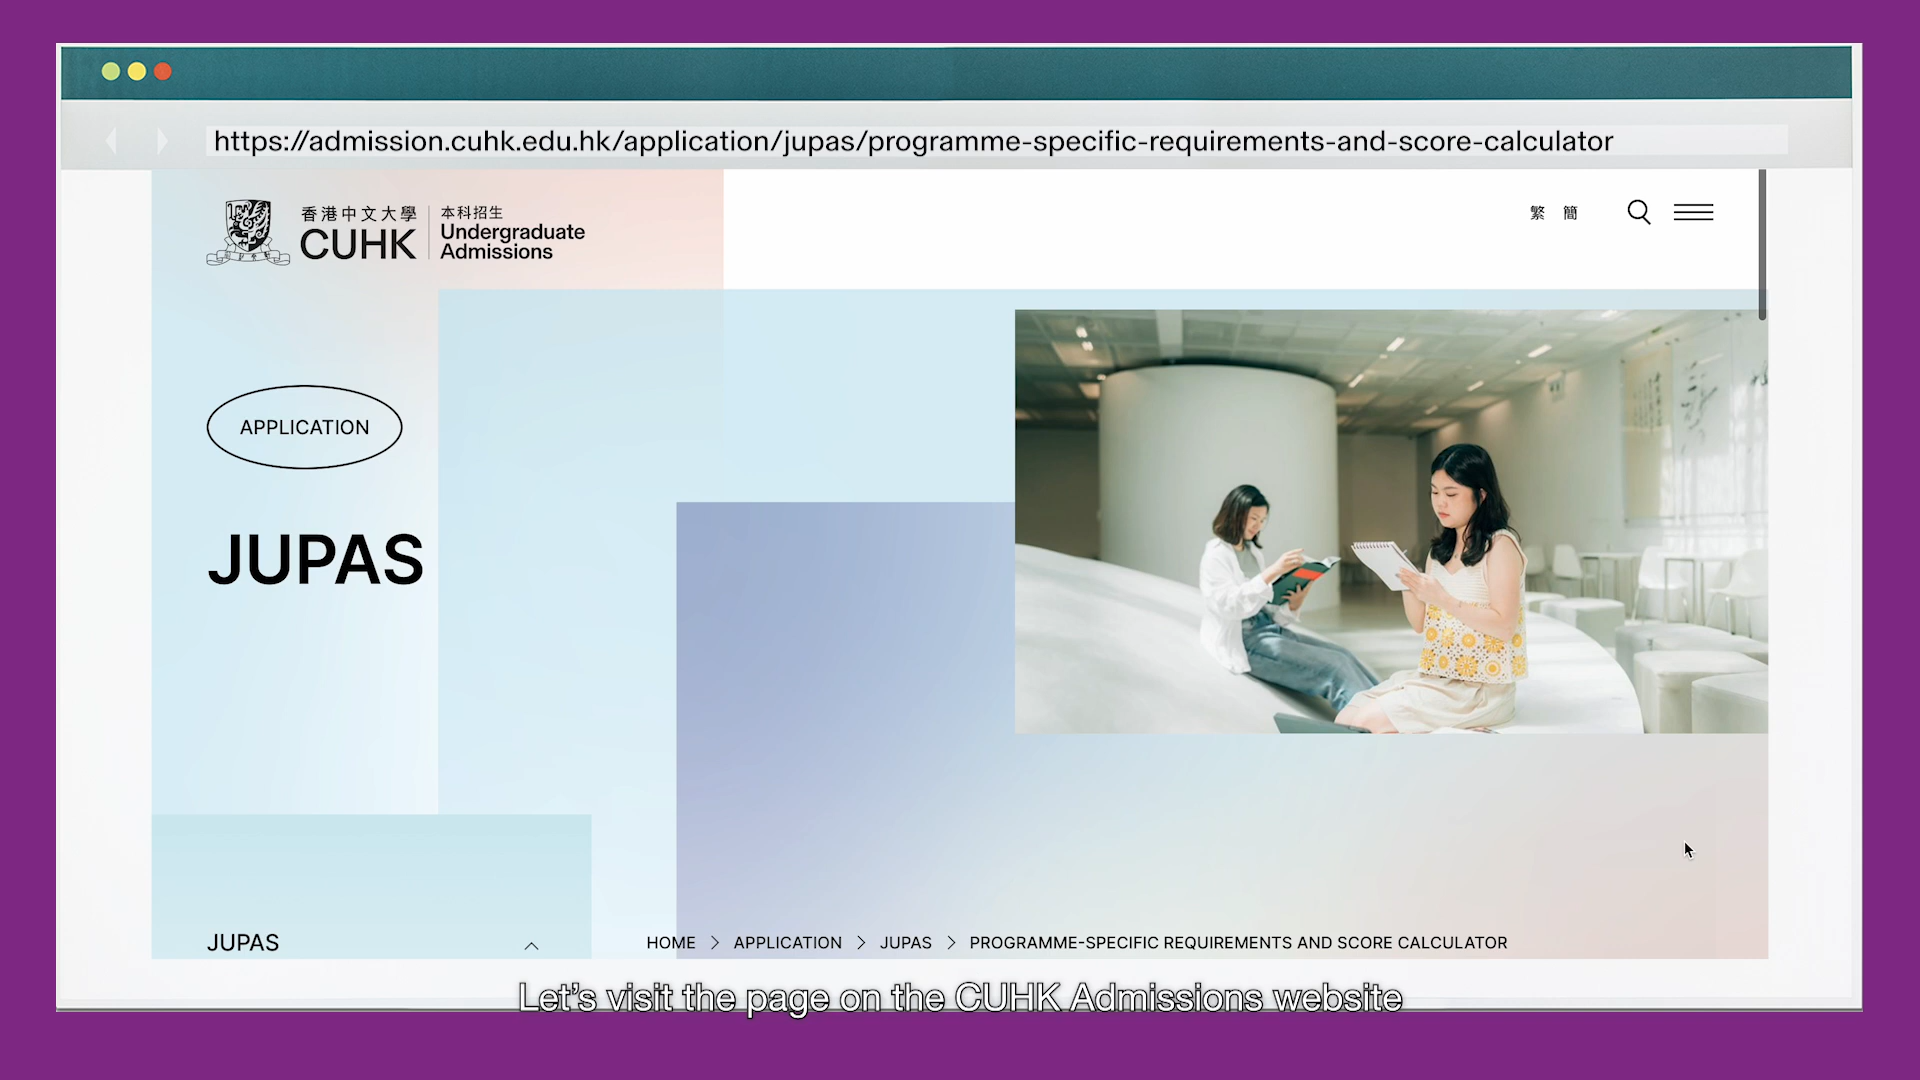 https://admission.cuhk.edu.hk/application/jupas/programme-specific-requirements-and-score-calculator
香港中文大學
CUHK
本科招生
Undergraduate
Admissions
繁 簡
APPLICATION
JUPAS
JUPAS
HOME > APPLICATION > JUPAS > PROGRAMME-SPECIFIC REQUIREMENTS AND SCORE CALCULATOR
Let's visit the page on the CUHK Admissions website